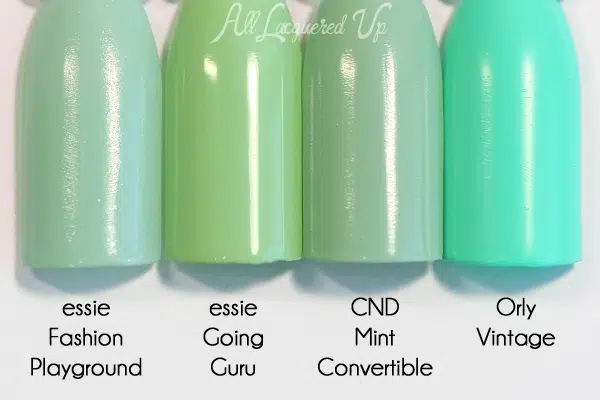 All Lacquered Up
essie
Fashion
Playground
essie
Going
Guru
CND
Mint
Convertible
Orly
Vintage